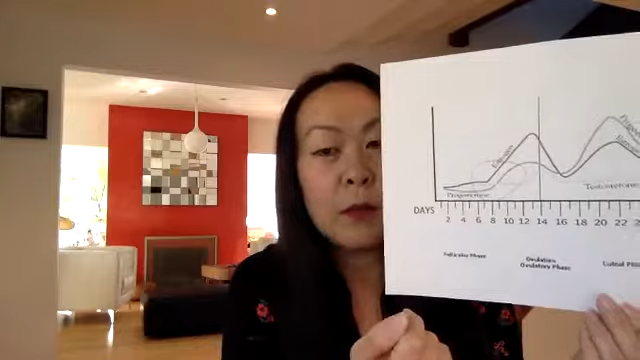 Estrogen
Progesterone
Testosterone
DAYS
2 4 6 8 10 12 14 16 18 20 22
Follicular Phase
Ovulation
Ovulatory Phase
Luteal